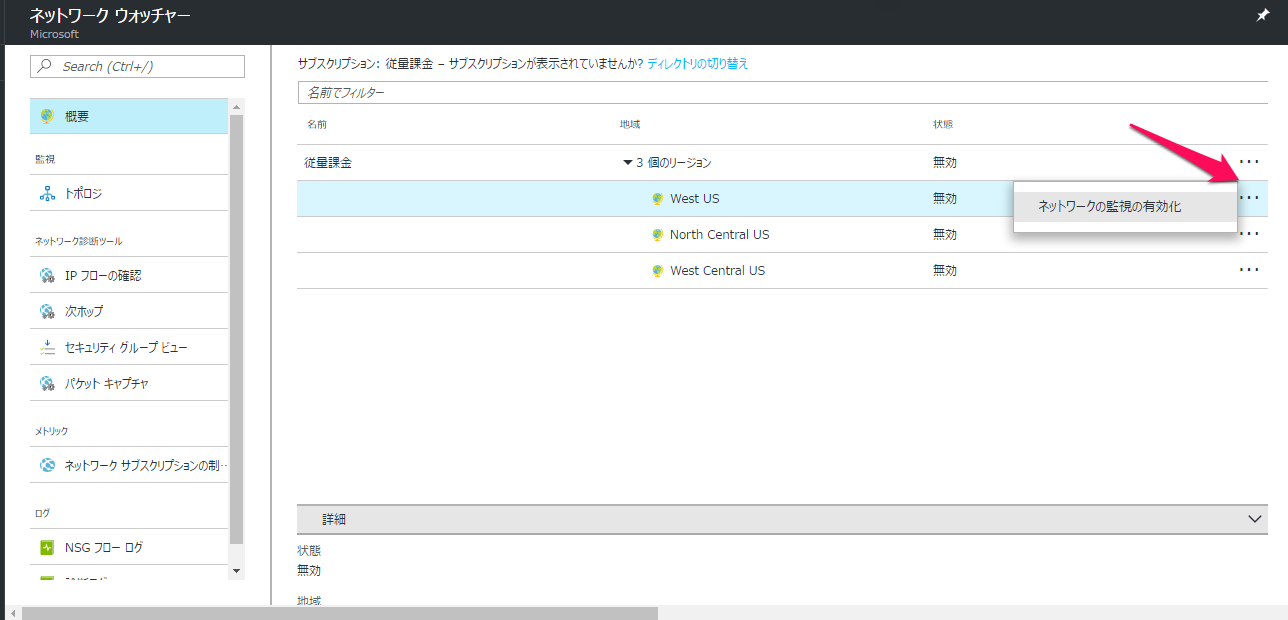 ネットワーク ウォッチャー
Microsoft
Search (Ctrl+/)
概要
監視
トポロジ
ネットワーク診断ツール
IP フローの確認
次ホップ
セキュリティ グループ ビュー
パケット キャプチャ
メトリック
ネットワーク サブスクリプションの制…
ログ
NSG フロー ログ
サブスクリプション: 従量課金 – サブスクリプションが表示されていませんか? ディレクトリの切り替え
名前でフィルター
名前 地域 状態
従量課金 3 個のリージョン 無効 ...
West US 無効 ...
ネットワークの監視の有効化
North Central US 無効 ...
West Central US 無効 ...
詳細
状態
無効
地域